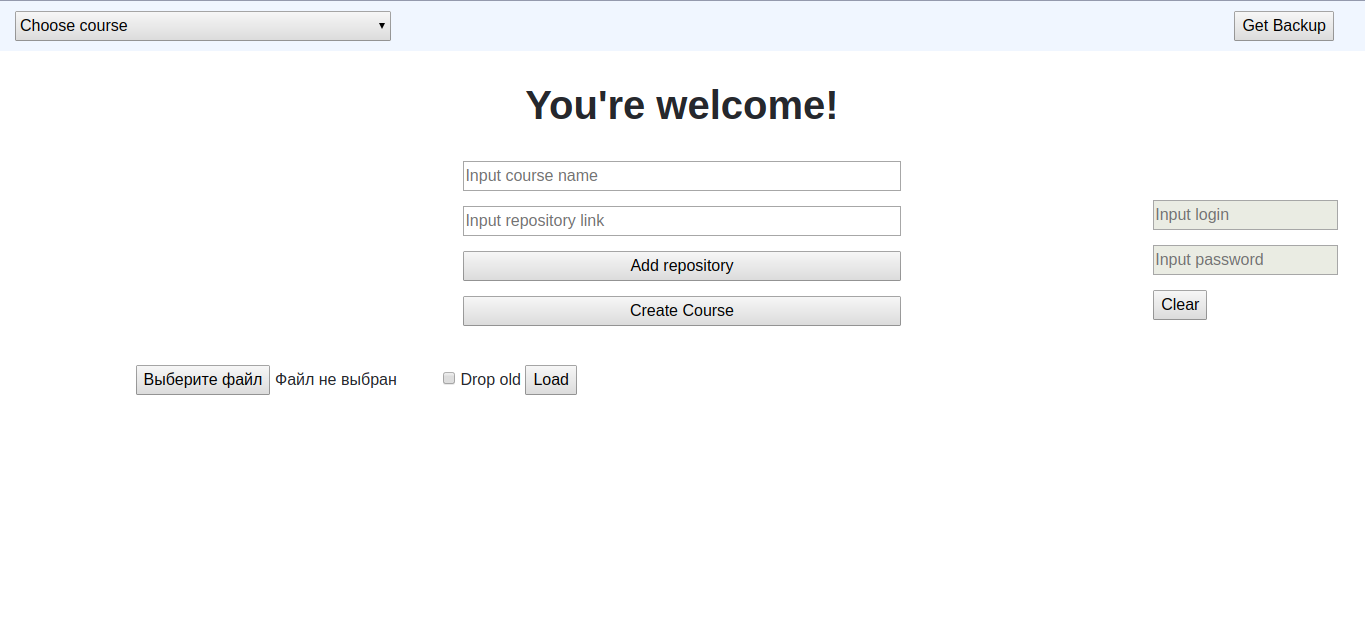 Choose course
Get Backup
You're welcome!
Input course name
Input repository link
Add repository
Create Course
Input login
Input password
Clear
Выберите файл Файл не выбран Drop old Load